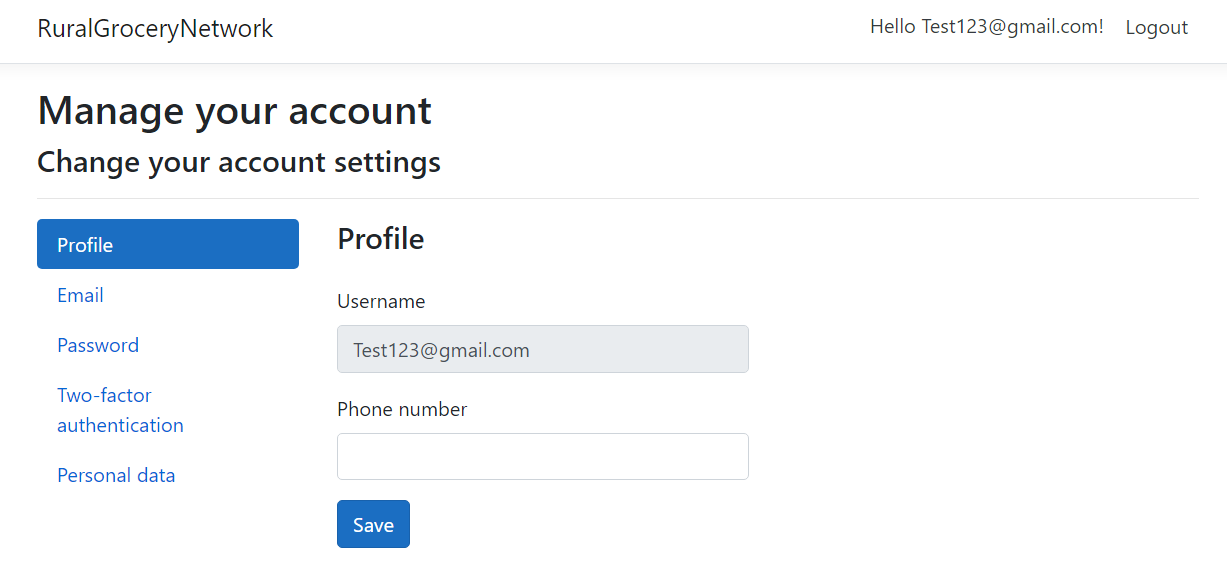 RuralGroceryNetwork
Hello Test123@gmail.com!
Logout
Manage your account
Change your account settings
Profile
Email
Password
Two-factor
authentication
Personal data
Profile
Username
Test123@gmail.com
Phone number
Save